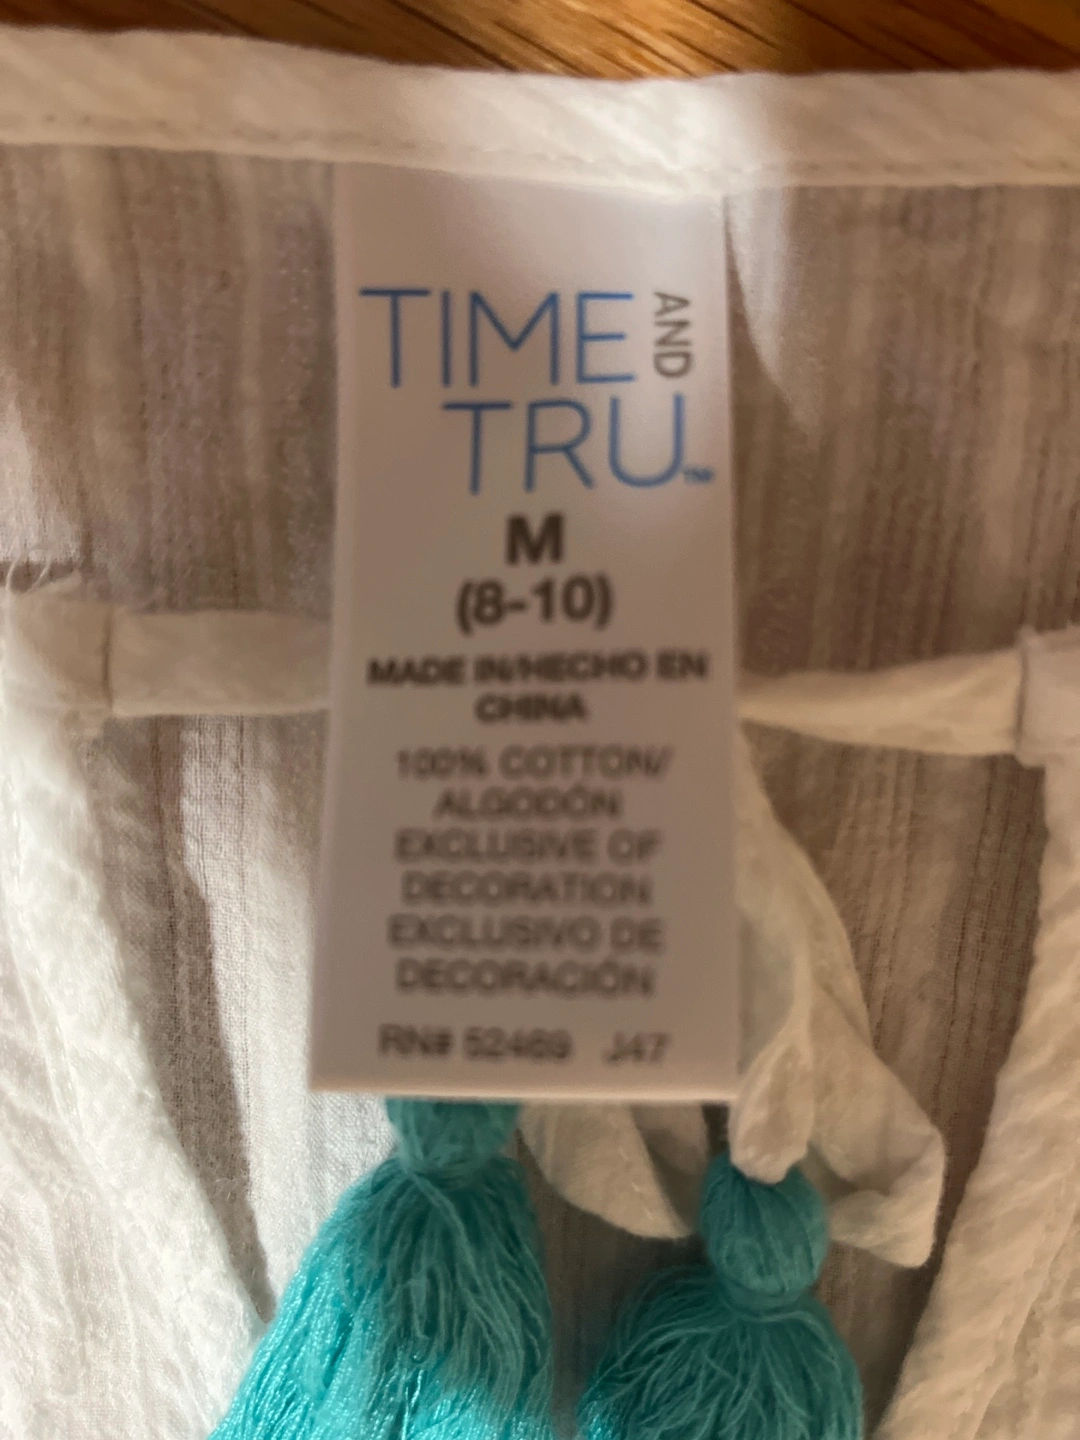 TIME AND
TRU™
M
(8-10)
MADE IN/HECHO EN
CHINA
100% COTTON/
ALGODÓN
EXCLUSIVE OF
DECORATION
EXCLUSIVO DE
DECORACIÓN
RN# 52469 J47